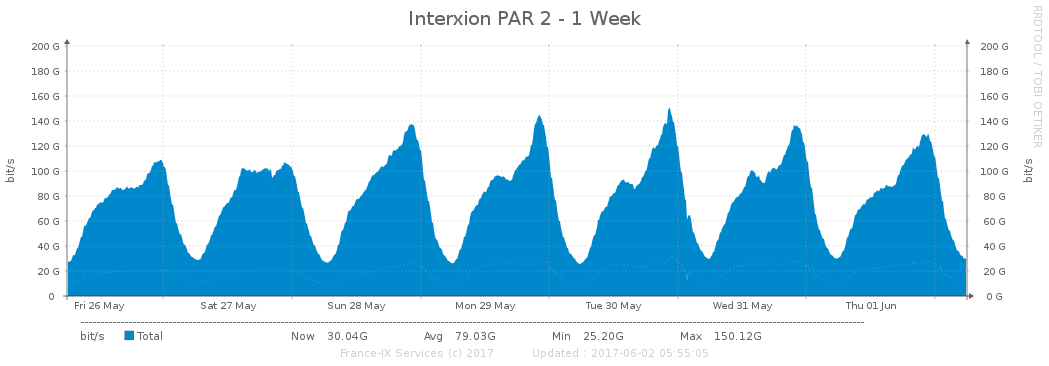 Interxion PAR 2 - 1 Week
RRDTOOL / TOBI OETIKER
bit/s
200 G
180 G
160 G
140 G
120 G
100 G
80 G
60 G
40 G
20 G
0
200 G
180 G
160 G
140 G
120 G
100 G
80 G
60 G
40 G
20 G
0 G
bit/s
Fri 26 May Sat 27 May Sun 28 May Mon 29 May Tue 30 May Wed 31 May Thu 01 Jun
bit/s Total Now 30.04G Avg 79.03G Min 25.20G Max 150.12G
France-IX Services (c) 2017 Updated : 2017-06-02 05:55:05